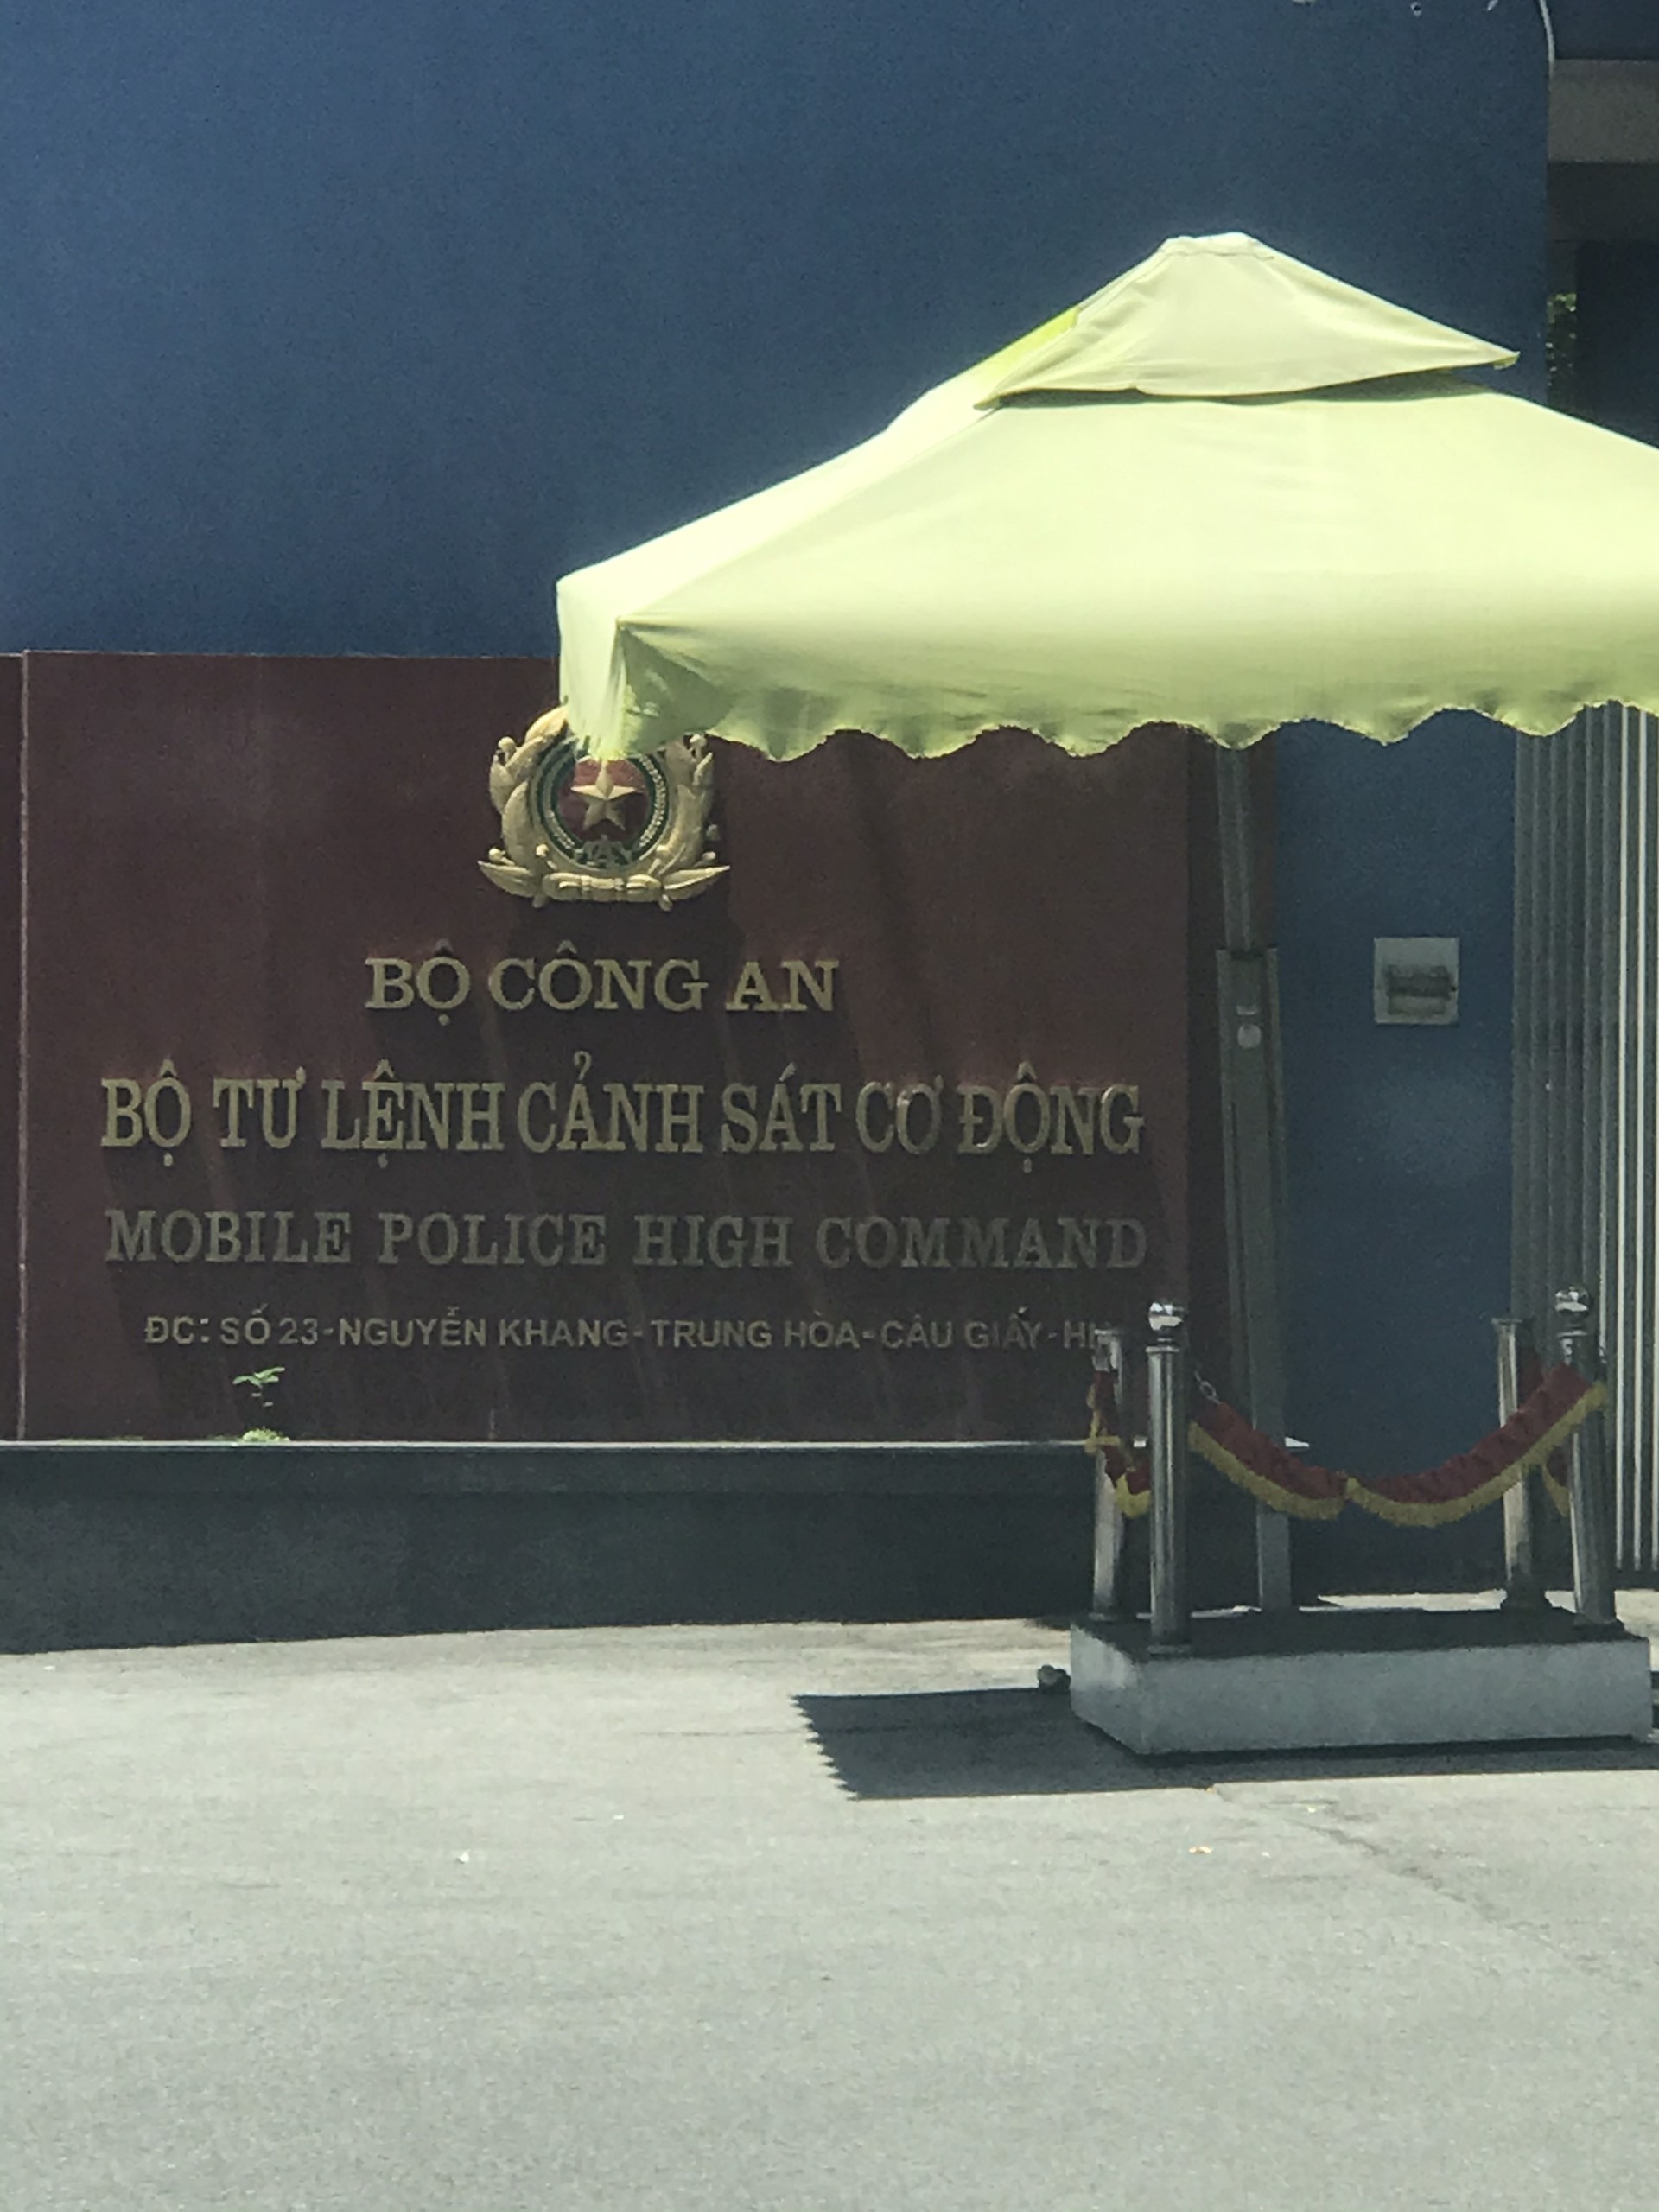 BỘ CÔNG AN
BỘ TƯ LỆNH CẢNH SÁT CƠ ĐỘNG
MOBILE POLICE HIGH COMMAND
ĐC: SỐ 23-NGUYỄN KHANG-TRUNG HÒA-CẦU GIẤY-